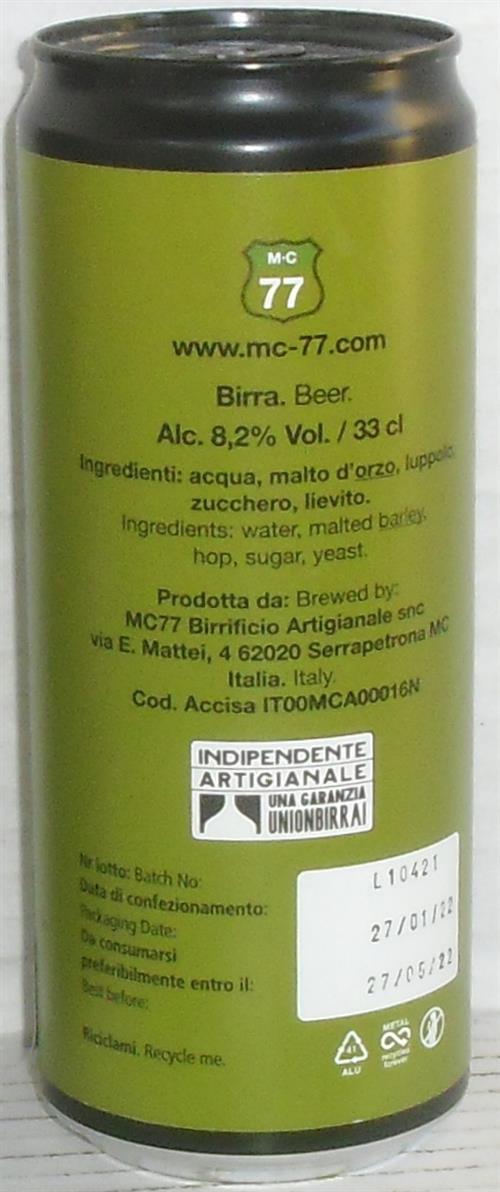 M·C
77
www.mc-77.com
Birra. Beer.
Alc. 8,2% Vol. / 33 cl
Ingredienti: acqua, malto d'orzo, luppolo,
zucchero, lievito.
Ingredients: water, malted barley,
hop, sugar, yeast.
Prodotta da: Brewed by:
MC77 Birrificio Artigianale snc
via E. Mattei, 4 62020 Serrapetrona MC
Italia. Italy.
Cod. Accisa IT00MCA00016N
INDIPENDENTE
ARTIGIANALE
UNA GARANZIA
UNIONBIRRAI
Nr lotto: Batch No:
L10421
Data di confezionamento:
Packaging Date:
27/01/22
Da consumarsi
preferibilmente entro il:
Best before:
27/05/22
Riciclami. Recycle me.
41
ALU
METAL
recycles
forever